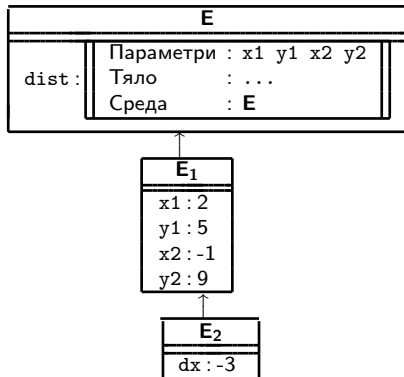 E
Параметри : x1 y1 x2 y2
dist :
Тяло : ...
Среда : E
E1
x1 : 2
y1 : 5
x2 : -1
y2 : 9
E2
dx : -3